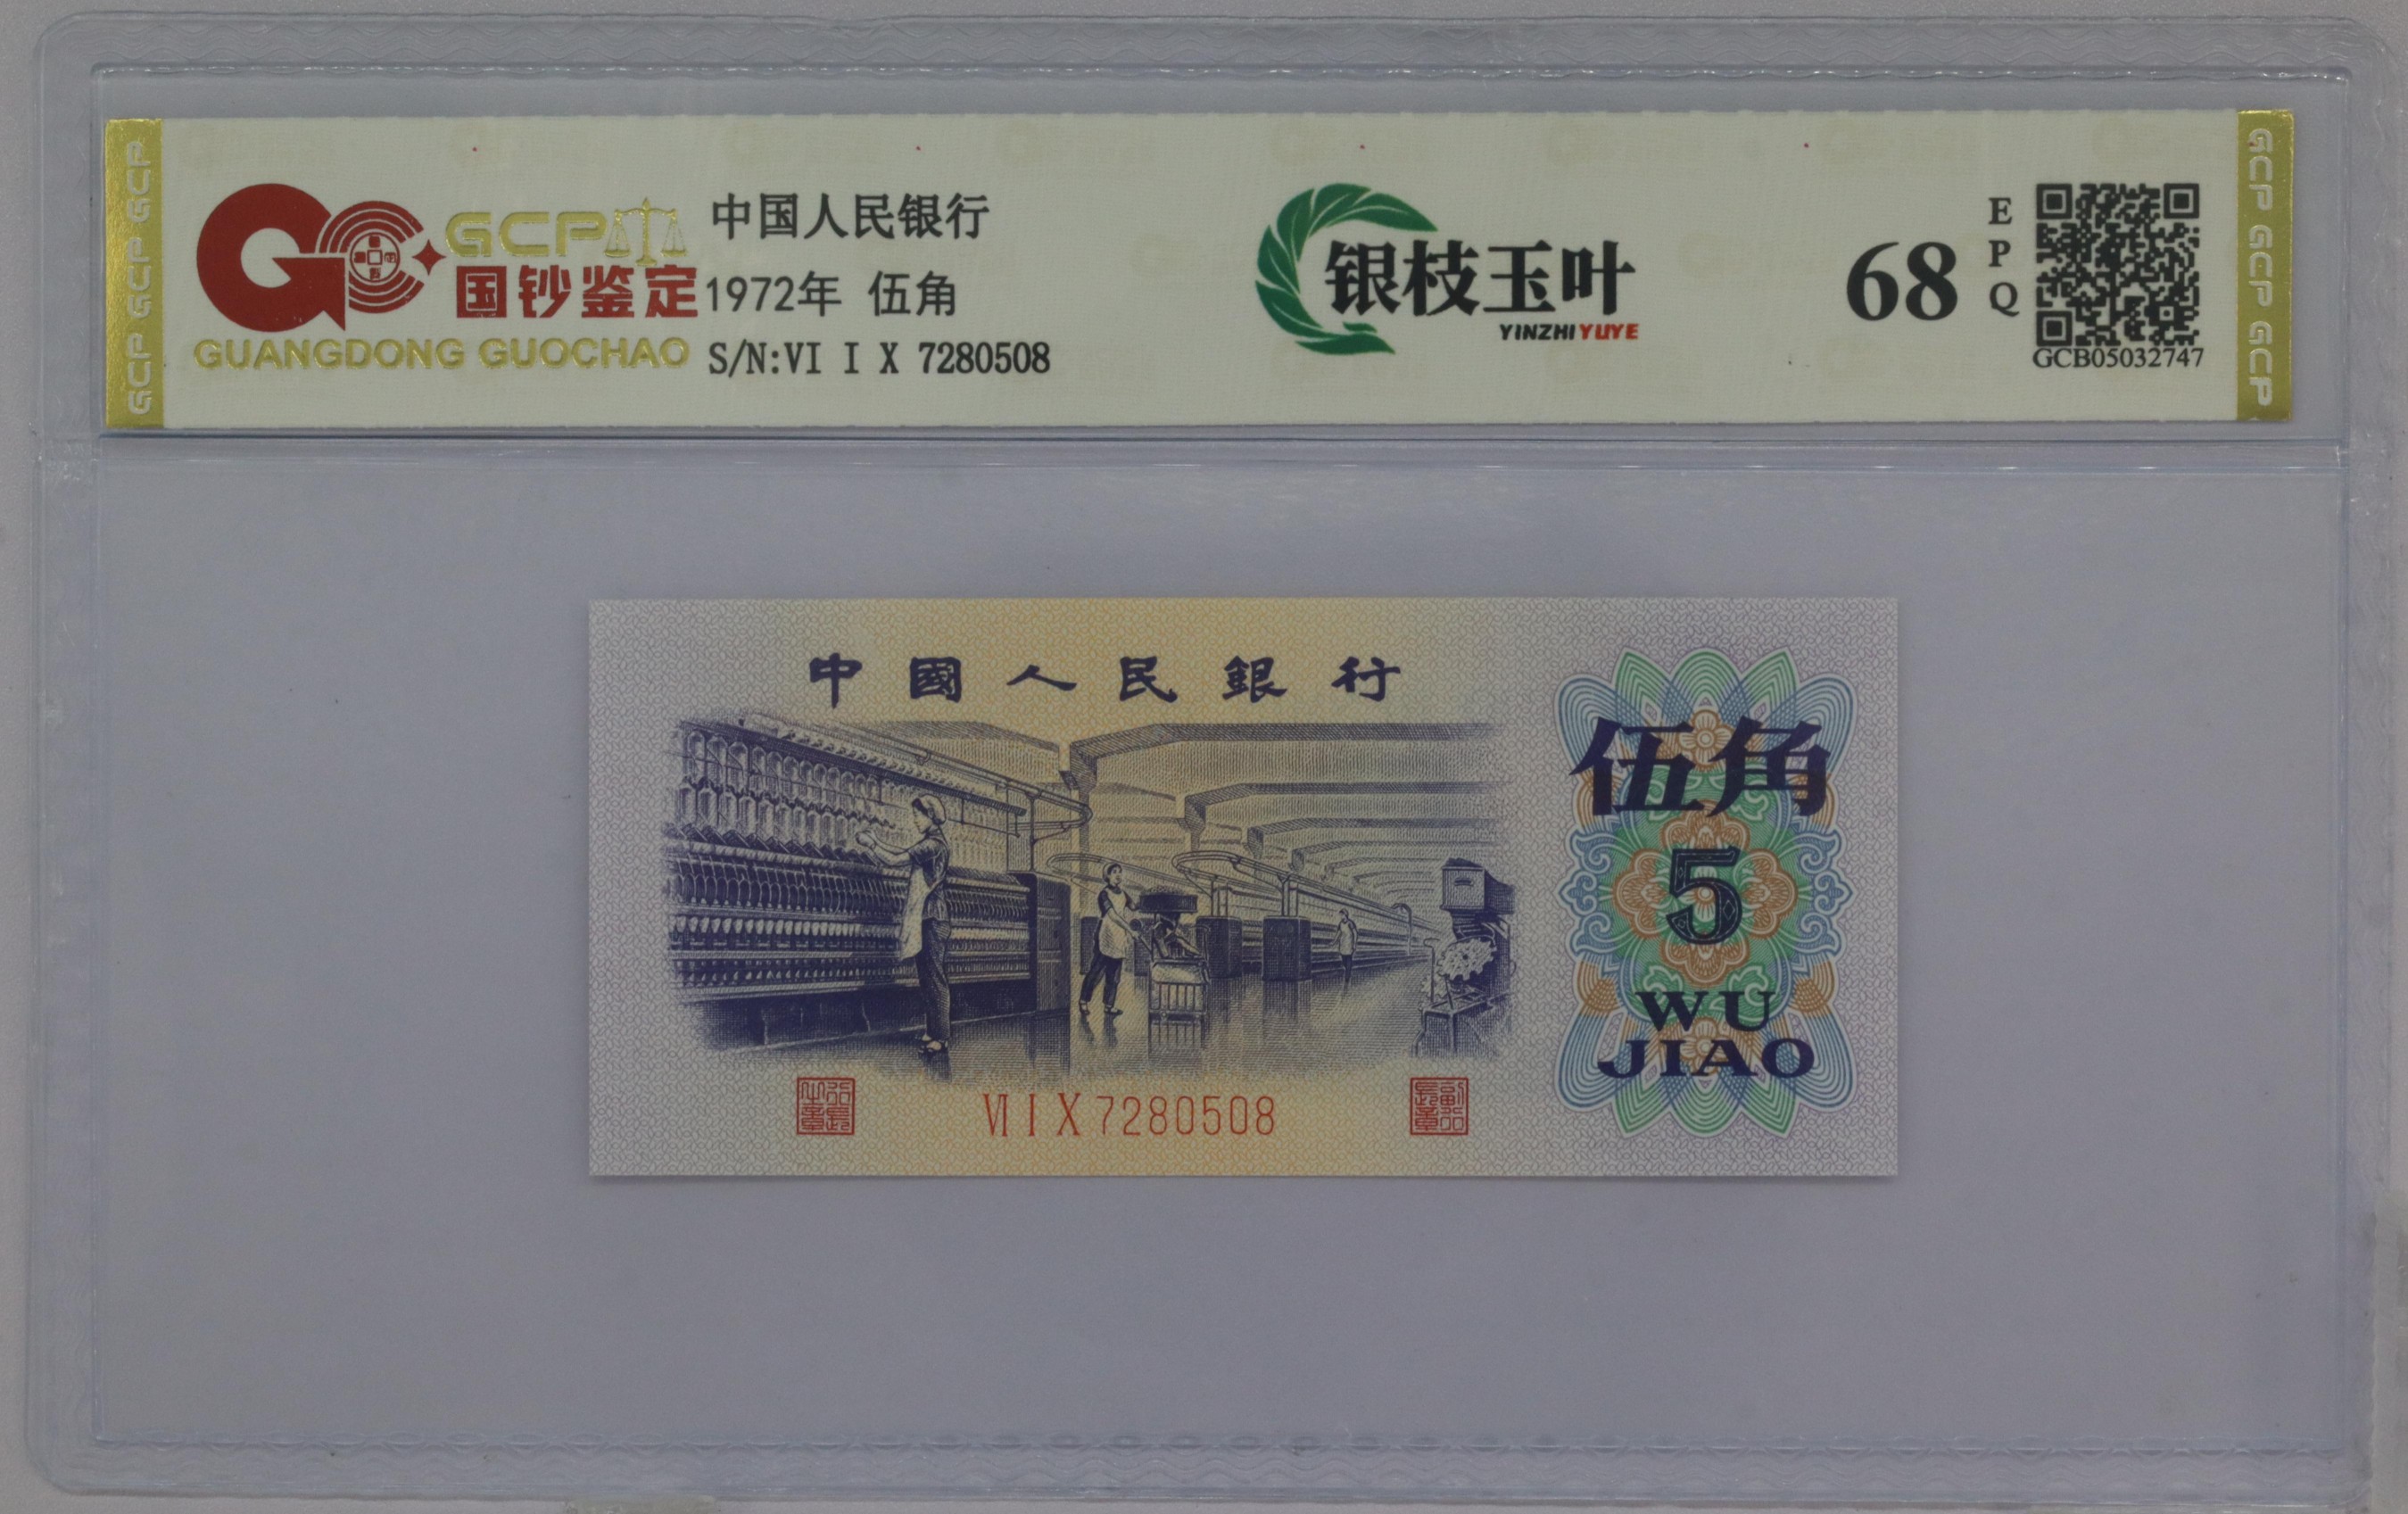 GCP GCP GCP
GCP
国钞鉴定
GUANGDONG GUOCHAO
中国人民银行
1972年 伍角
S/N:VI I X 7280508
银枝玉叶
YINZHI YUYE
68
EPQ
GCB05032747
GCP GCP GCP
中國人民銀行
伍角
5
WU
JIAO
VI I X 7280508